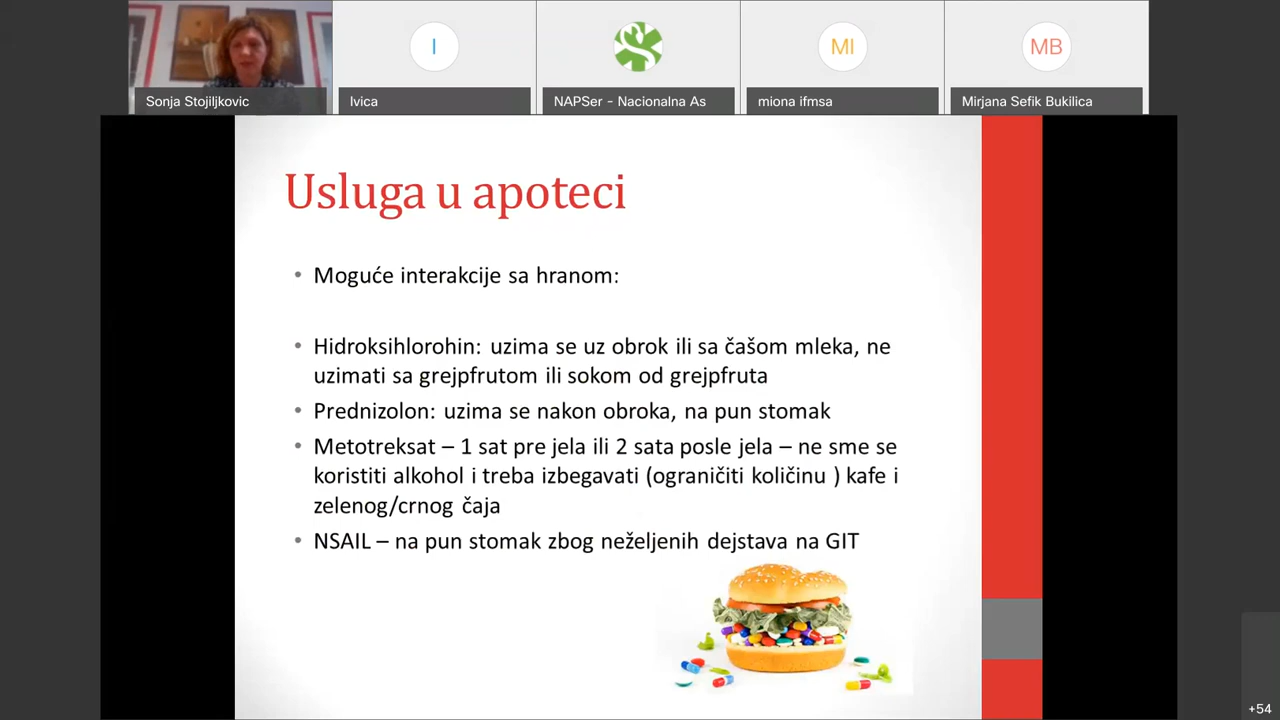 I
MI
MB
Sonja Stojiljkovic
Ivica
NAPSer - Nacionalna As
miona ifmsa
Mirjana Sefik Bukilica
Usluga u apoteci
• Moguće interakcije sa hranom:
• Hidroksihlorohin: uzima se uz obrok ili sa čašom mleka, ne
uzimati sa grejpfrutom ili sokom od grejpfruta
• Prednizolon: uzima se nakon obroka, na pun stomak
• Metotreksat – 1 sat pre jela ili 2 sata posle jela – ne sme se
koristiti alkohol i treba izbegavati (ograničiti količinu ) kafe i
zelenog/crnog čaja
• NSAIL – na pun stomak zbog neželjenih dejstava na GIT
+54